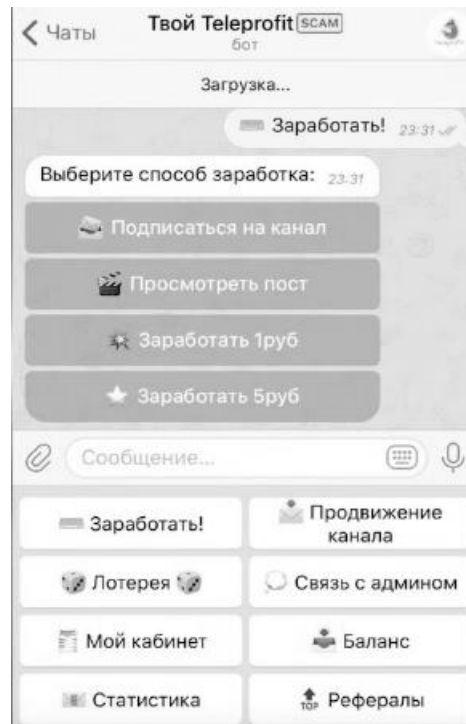 Чаты
Твой Teleprofit SCAM
бот
Загрузка...
Заработать! 23:31
Выберите способ заработка: 23:31
Подписаться на канал
Просмотреть пост
Заработать 1руб
Заработать 5руб
Сообщение...
Заработать!
Продвижение
канала
Лотерея
Связь с админом
Мой кабинет
Баланс
Статистика
TOP Рефералы